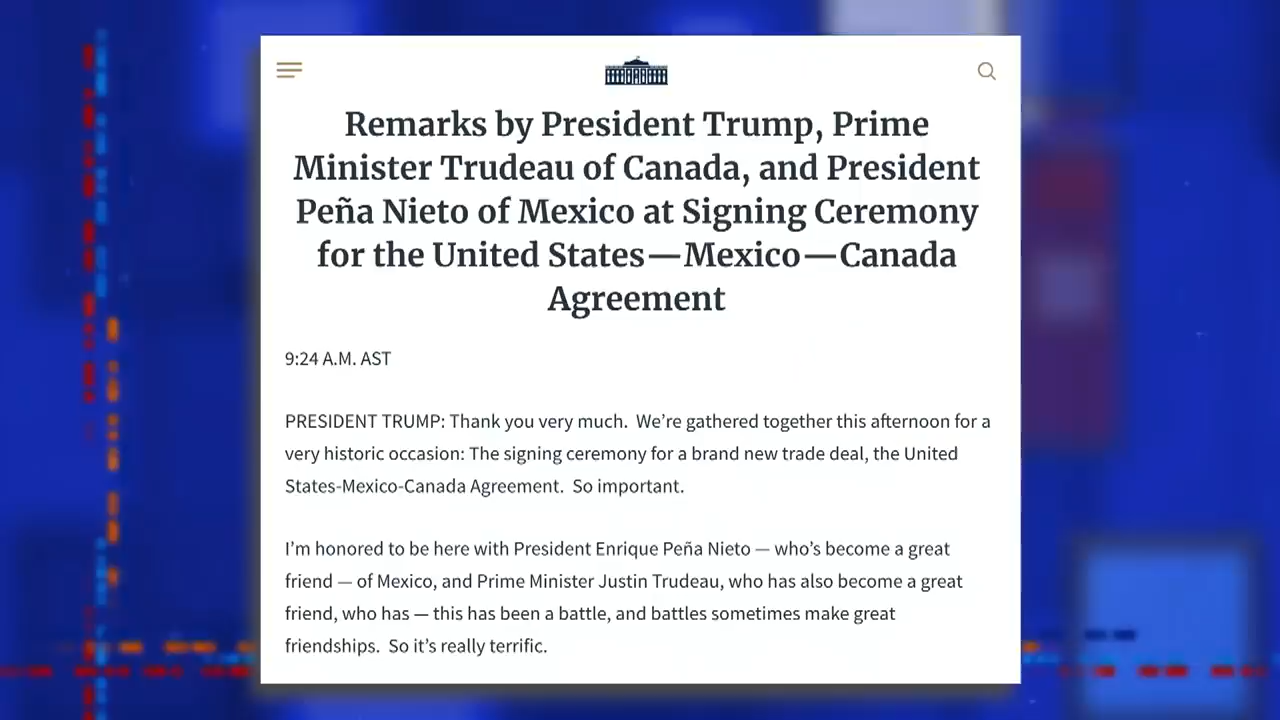 Remarks by President Trump, Prime
Minister Trudeau of Canada, and President
Peña Nieto of Mexico at Signing Ceremony
for the United States—Mexico—Canada
Agreement
9:24 A.M. AST
PRESIDENT TRUMP: Thank you very much.  We’re gathered together this afternoon for a
very historic occasion: The signing ceremony for a brand new trade deal, the United
States-Mexico-Canada Agreement.  So important.
I’m honored to be here with President Enrique Peña Nieto — who’s become a great
friend — of Mexico, and Prime Minister Justin Trudeau, who has also become a great
friend, who has — this has been a battle, and battles sometimes make great
friendships.  So it’s really terrific.